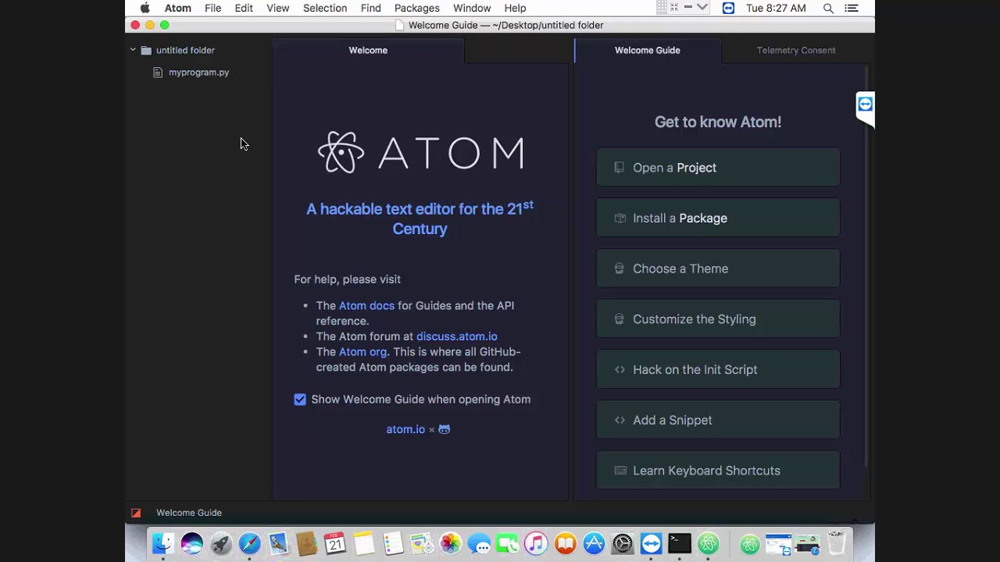 Atom File Edit View Selection Find Packages Window Help Tue 8:27 AM
Welcome Guide — ~/Desktop/untitled folder
untitled folder
myprogram.py
Welcome
Welcome Guide
Telemetry Consent
ATOM
A hackable text editor for the 21st
Century
For help, please visit
• The Atom docs for Guides and the API
reference.
• The Atom forum at discuss.atom.io
• The Atom org. This is where all GitHub-
created Atom packages can be found.
Show Welcome Guide when opening Atom
atom.io ×
Get to know Atom!
Open a Project
Install a Package
Choose a Theme
Customize the Styling
Hack on the Init Script
Add a Snippet
Learn Keyboard Shortcuts
Welcome Guide
FEB
21